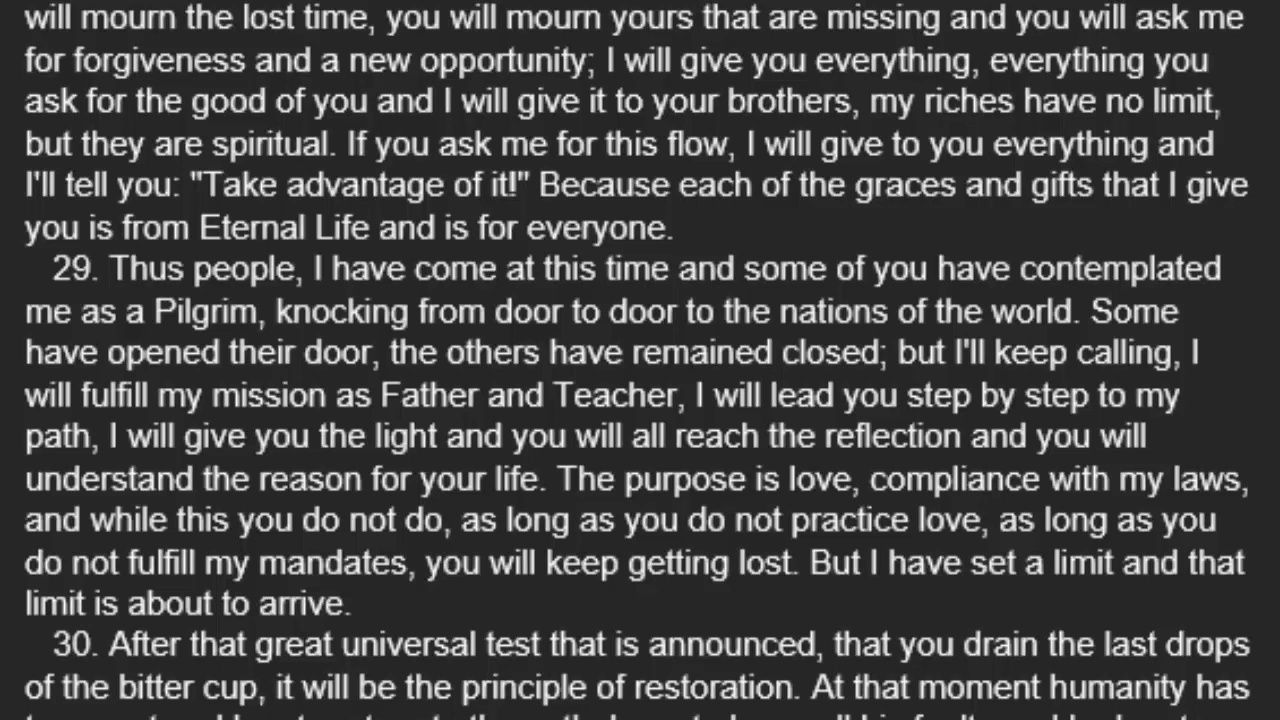 will mourn the lost time, you will mourn yours that are missing and you will ask me
for forgiveness and a new opportunity; I will give you everything, everything you
ask for the good of you and I will give it to your brothers, my riches have no limit,
but they are spiritual. If you ask me for this flow, I will give to you everything and
I'll tell you: "Take advantage of it!" Because each of the graces and gifts that I give
you is from Eternal Life and is for everyone.
29. Thus people, I have come at this time and some of you have contemplated
me as a Pilgrim, knocking from door to door to the nations of the world. Some
have opened their door, the others have remained closed; but I'll keep calling, I
will fulfill my mission as Father and Teacher, I will lead you step by step to my
path, I will give you the light and you will all reach the reflection and you will
understand the reason for your life. The purpose is love, compliance with my laws,
and while this you do not do, as long as you do not practice love, as long as you
do not fulfill my mandates, you will keep getting lost. But I have set a limit and that
limit is about to arrive.
30. After that great universal test that is announced, that you drain the last drops
of the bitter cup, it will be the principle of restoration. At that moment humanity has